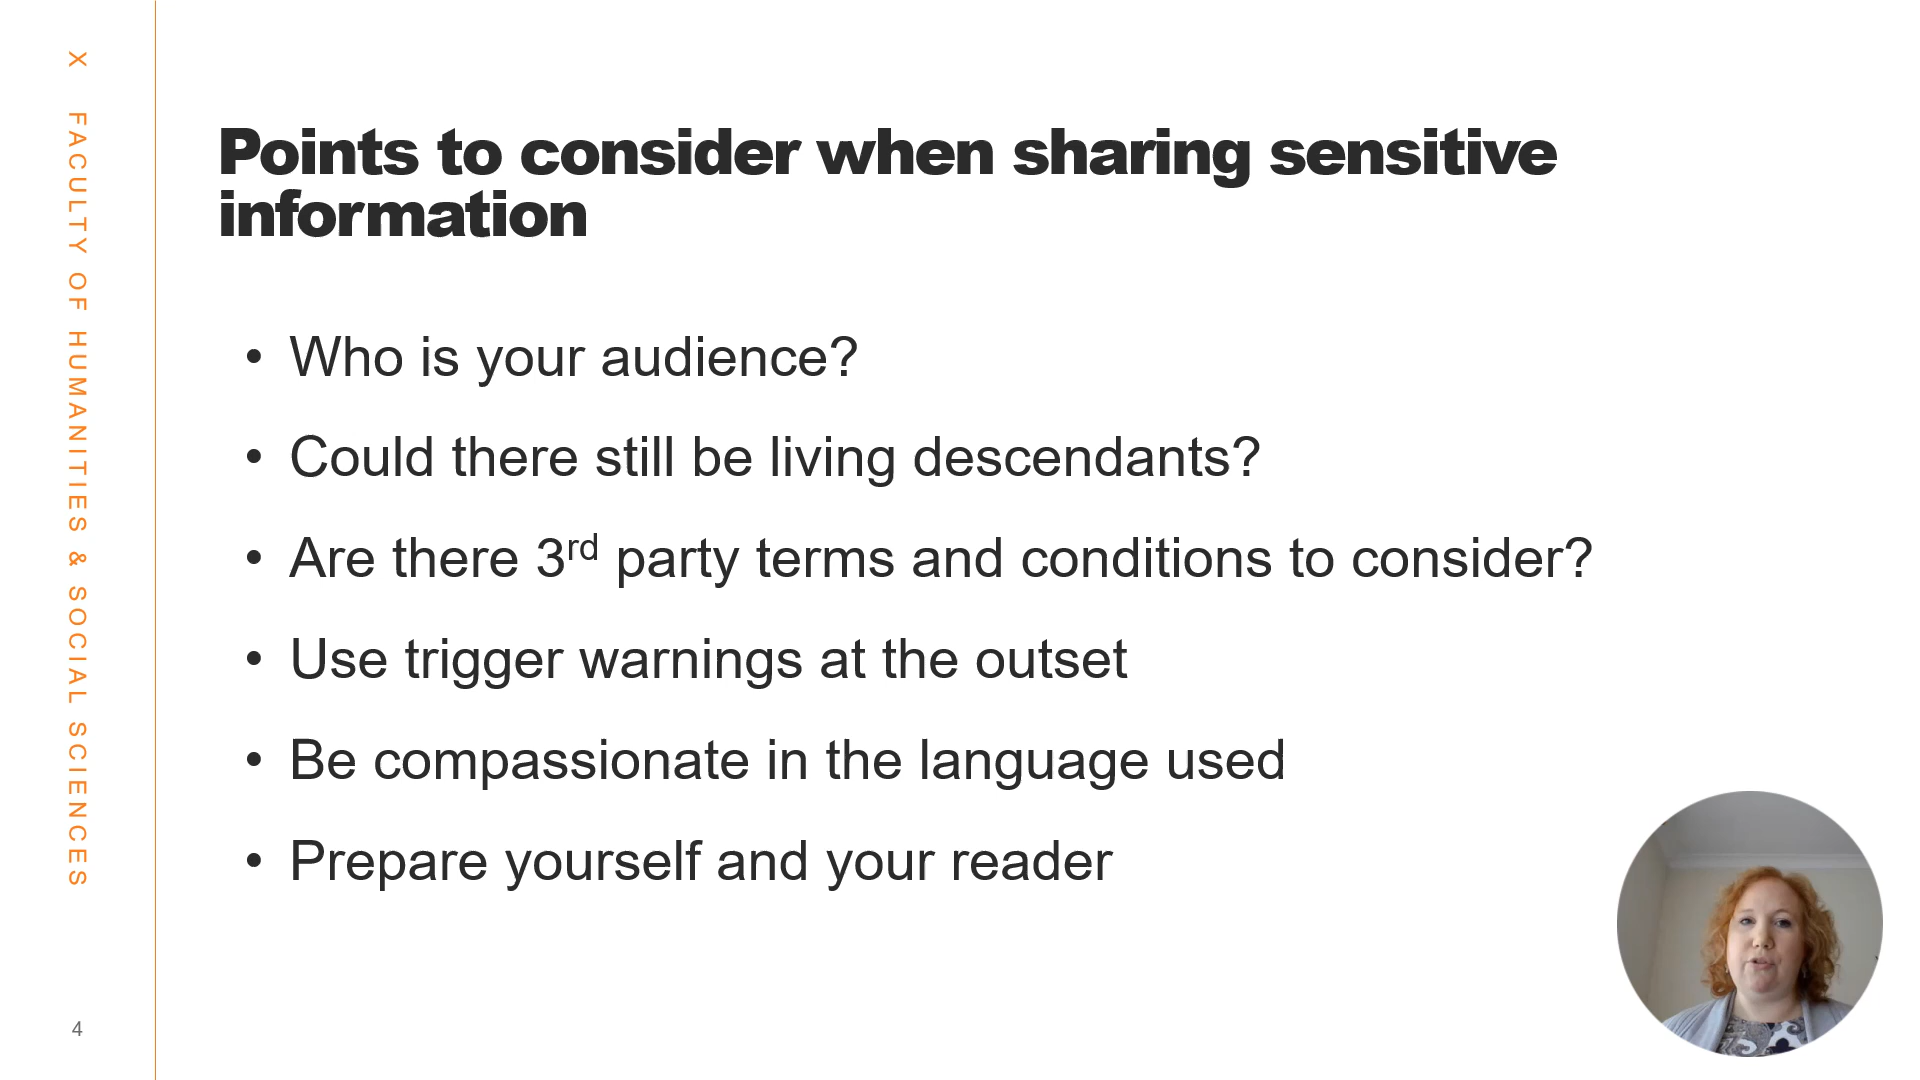 X FACULTY OF HUMANITIES & SOCIAL SCIENCES
Points to consider when sharing sensitive
information
• Who is your audience?
• Could there still be living descendants?
• Are there 3rd party terms and conditions to consider?
• Use trigger warnings at the outset
• Be compassionate in the language used
• Prepare yourself and your reader
4